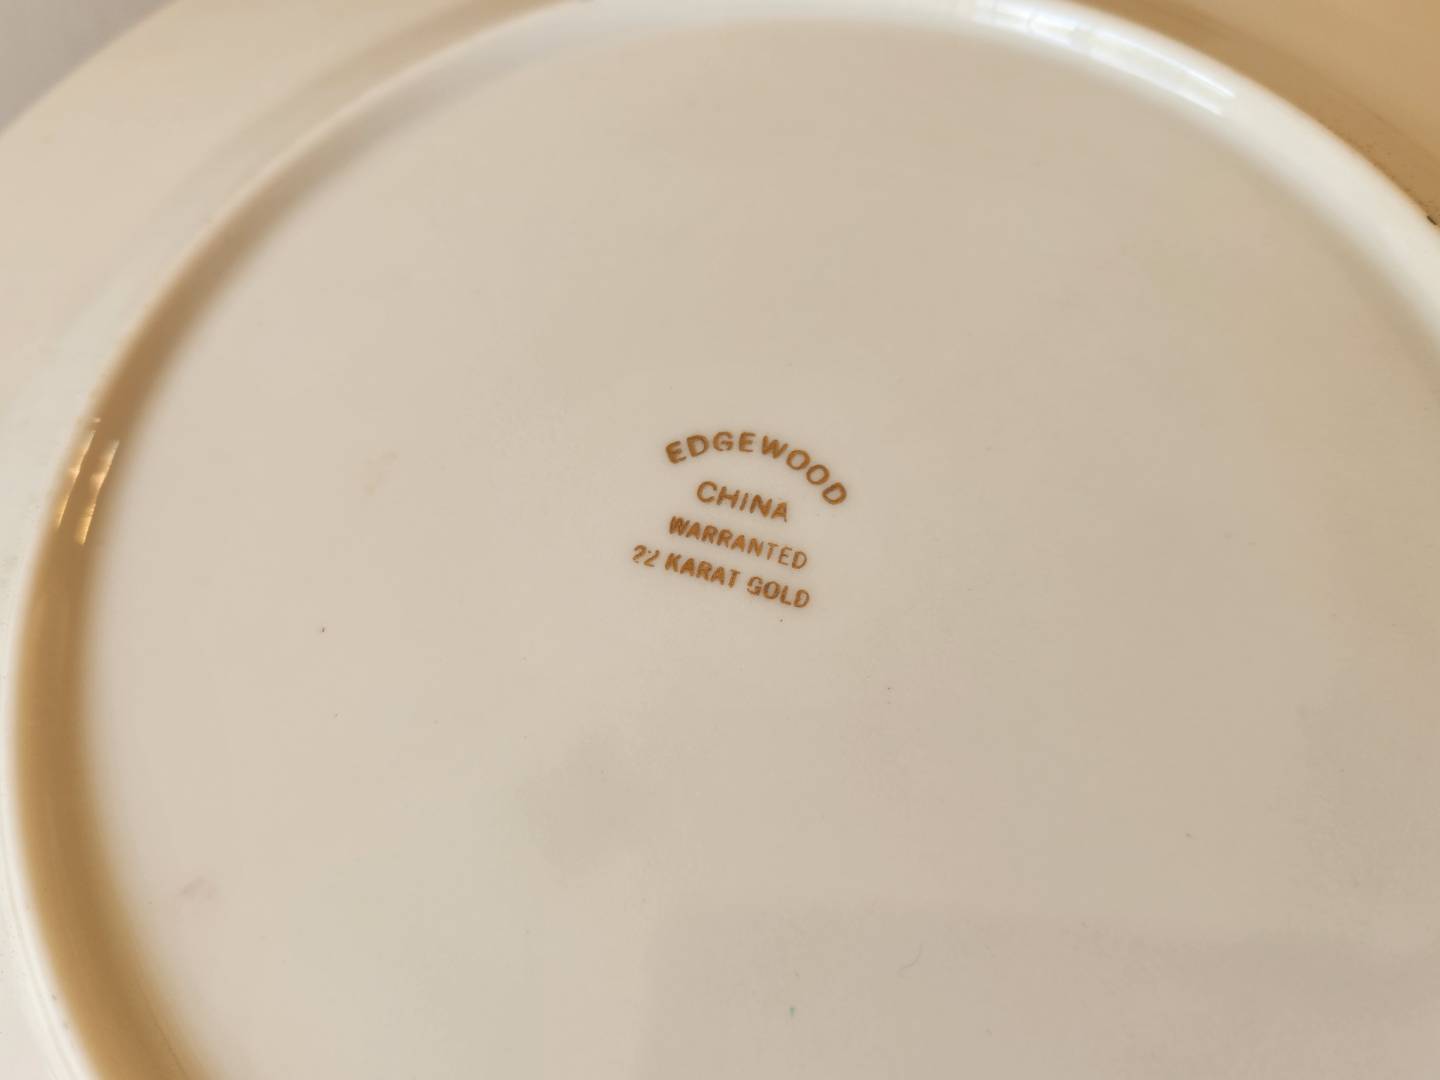 EDGEWOOD
CHINA
WARRANTED
22 KARAT GOLD